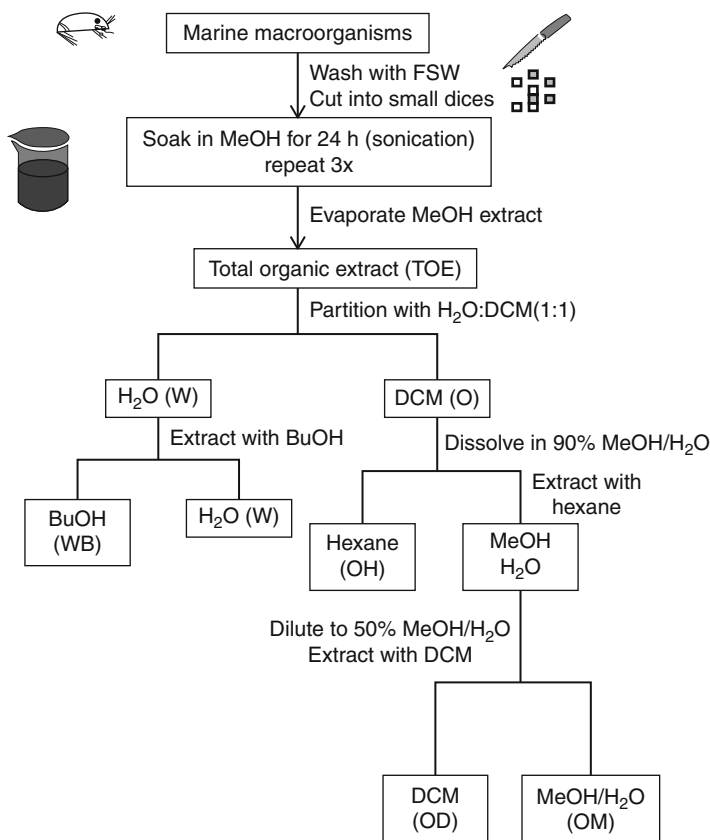 Marine macroorganisms
Wash with FSW
Cut into small dices
Soak in MeOH for 24 h (sonication)
repeat 3x
Evaporate MeOH extract
Total organic extract (TOE)
Partition with H₂O:DCM(1:1)
H₂O (W)
DCM (O)
Extract with BuOH
Dissolve in 90% MeOH/H₂O
BuOH
(WB)
H₂O (W)
Hexane
(OH)
Extract with
hexane
MeOH
H₂O
Dilute to 50% MeOH/H₂O
Extract with DCM
DCM
(OD)
MeOH/H₂O
(OM)